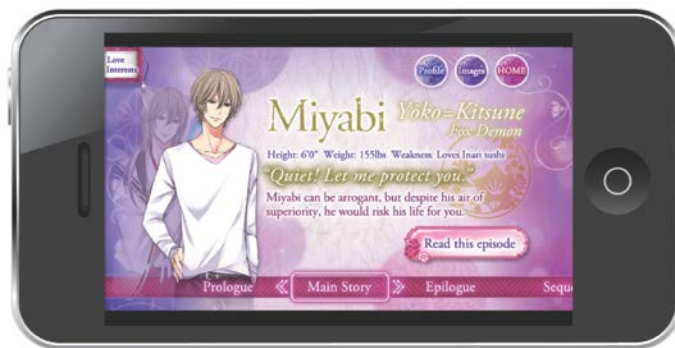 Love
Interests
Profile
Images
HOME
Miyabi
Yoko=Kitsune
Fox Demon
Height: 6'0" Weight: 155lbs Weakness: Loves Inari sushi
"Quiet! Let me protect you."
Miyabi can be arrogant, but despite his air of
superiority, he would risk his life for you.
Read this episode
Prologue
Main Story
Epilogue
Seque